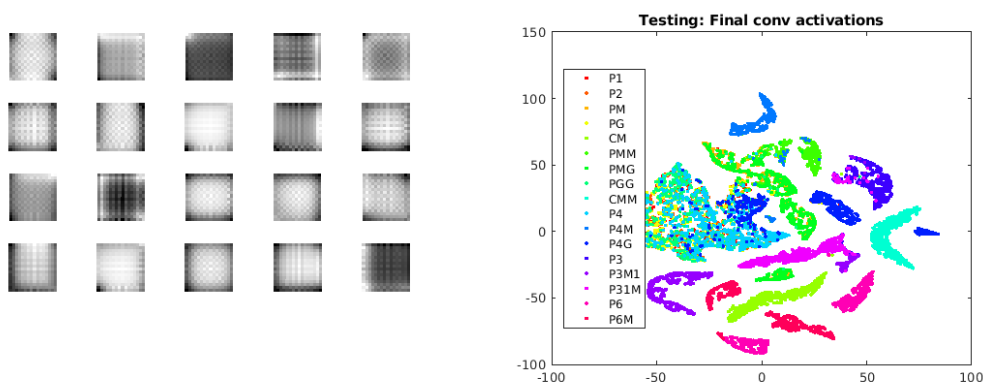 Testing: Final conv activations
150
100
50
0
-50
-100
-100
-50
0
50
100
P1
P2
PM
PG
CM
PMM
PMG
PGG
CMM
P4
P4M
P4G
P3
P3M1
P31M
P6
P6M